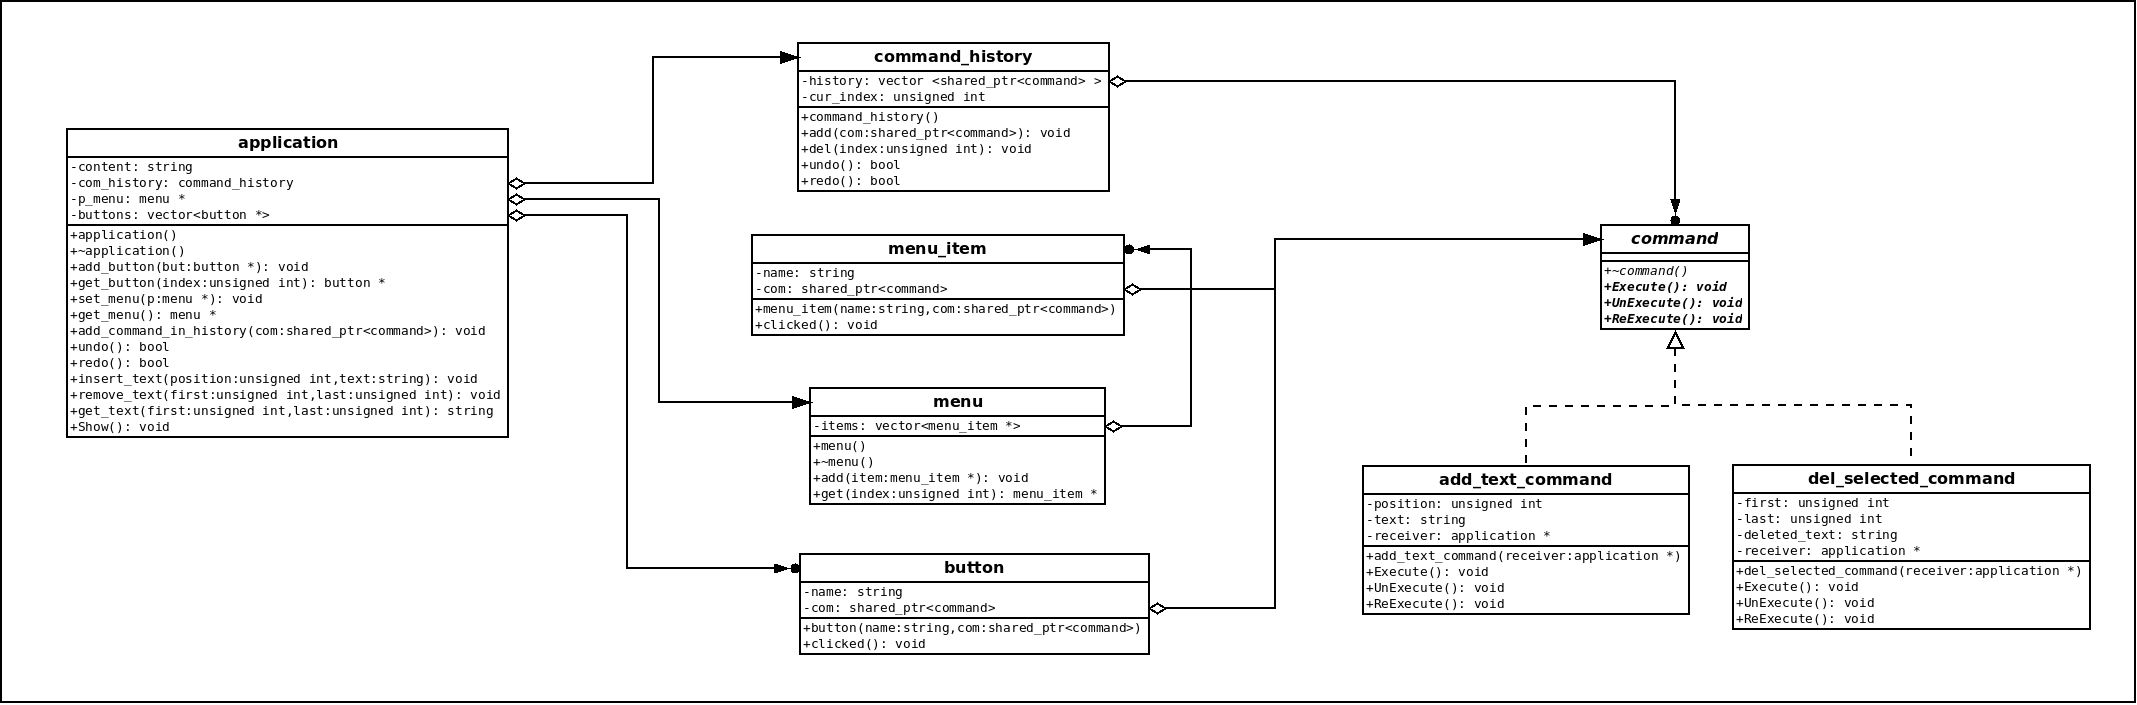 application
-content: string
-com_history: command_history
-p_menu: menu *
-buttons: vector<button *>
+application()
+~application()
+add_button(but:button *): void
+get_button(index:unsigned int): button *
+set_menu(p:menu *): void
+get_menu(): menu *
+add_command_in_history(com:shared_ptr<command>): void
+undo(): bool
+redo(): bool
+insert_text(position:unsigned int,text:string): void
+remove_text(first:unsigned int,last:unsigned int): void
+get_text(first:unsigned int,last:unsigned int): string
+Show(): void
command_history
-history: vector <shared_ptr<command> >
-cur_index: unsigned int
+command_history()
+add(com:shared_ptr<command>): void
+del(index:unsigned int): void
+undo(): bool
+redo(): bool
menu_item
-name: string
-com: shared_ptr<command>
+menu_item(name:string,com:shared_ptr<command>)
+clicked(): void
menu
-items: vector<menu_item *>
+menu()
+~menu()
+add(item:menu_item *): void
+get(index:unsigned int): menu_item *
button
-name: string
-com: shared_ptr<command>
+button(name:string,com:shared_ptr<command>)
+clicked(): void
command
+~command()
+Execute(): void
+UnExecute(): void
+ReExecute(): void
add_text_command
-position: unsigned int
-text: string
-receiver: application *
+add_text_command(receiver:application *)
+Execute(): void
+UnExecute(): void
+ReExecute(): void
del_selected_command
-first: unsigned int
-last: unsigned int
-deleted_text: string
-receiver: application *
+del_selected_command(receiver:application *)
+Execute(): void
+UnExecute(): void
+ReExecute(): void